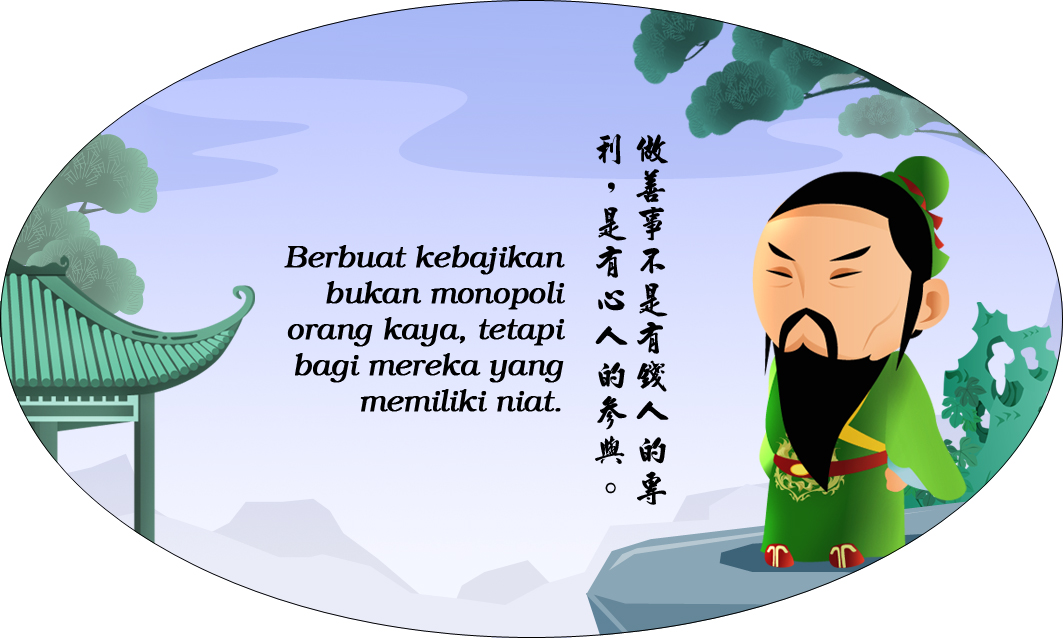 Berbuat kebajikan
bukan monopoli
orang kaya, tetapi
bagi mereka yang
memiliki niat.
做善事不是有錢人的專
利，是有心人的參與。